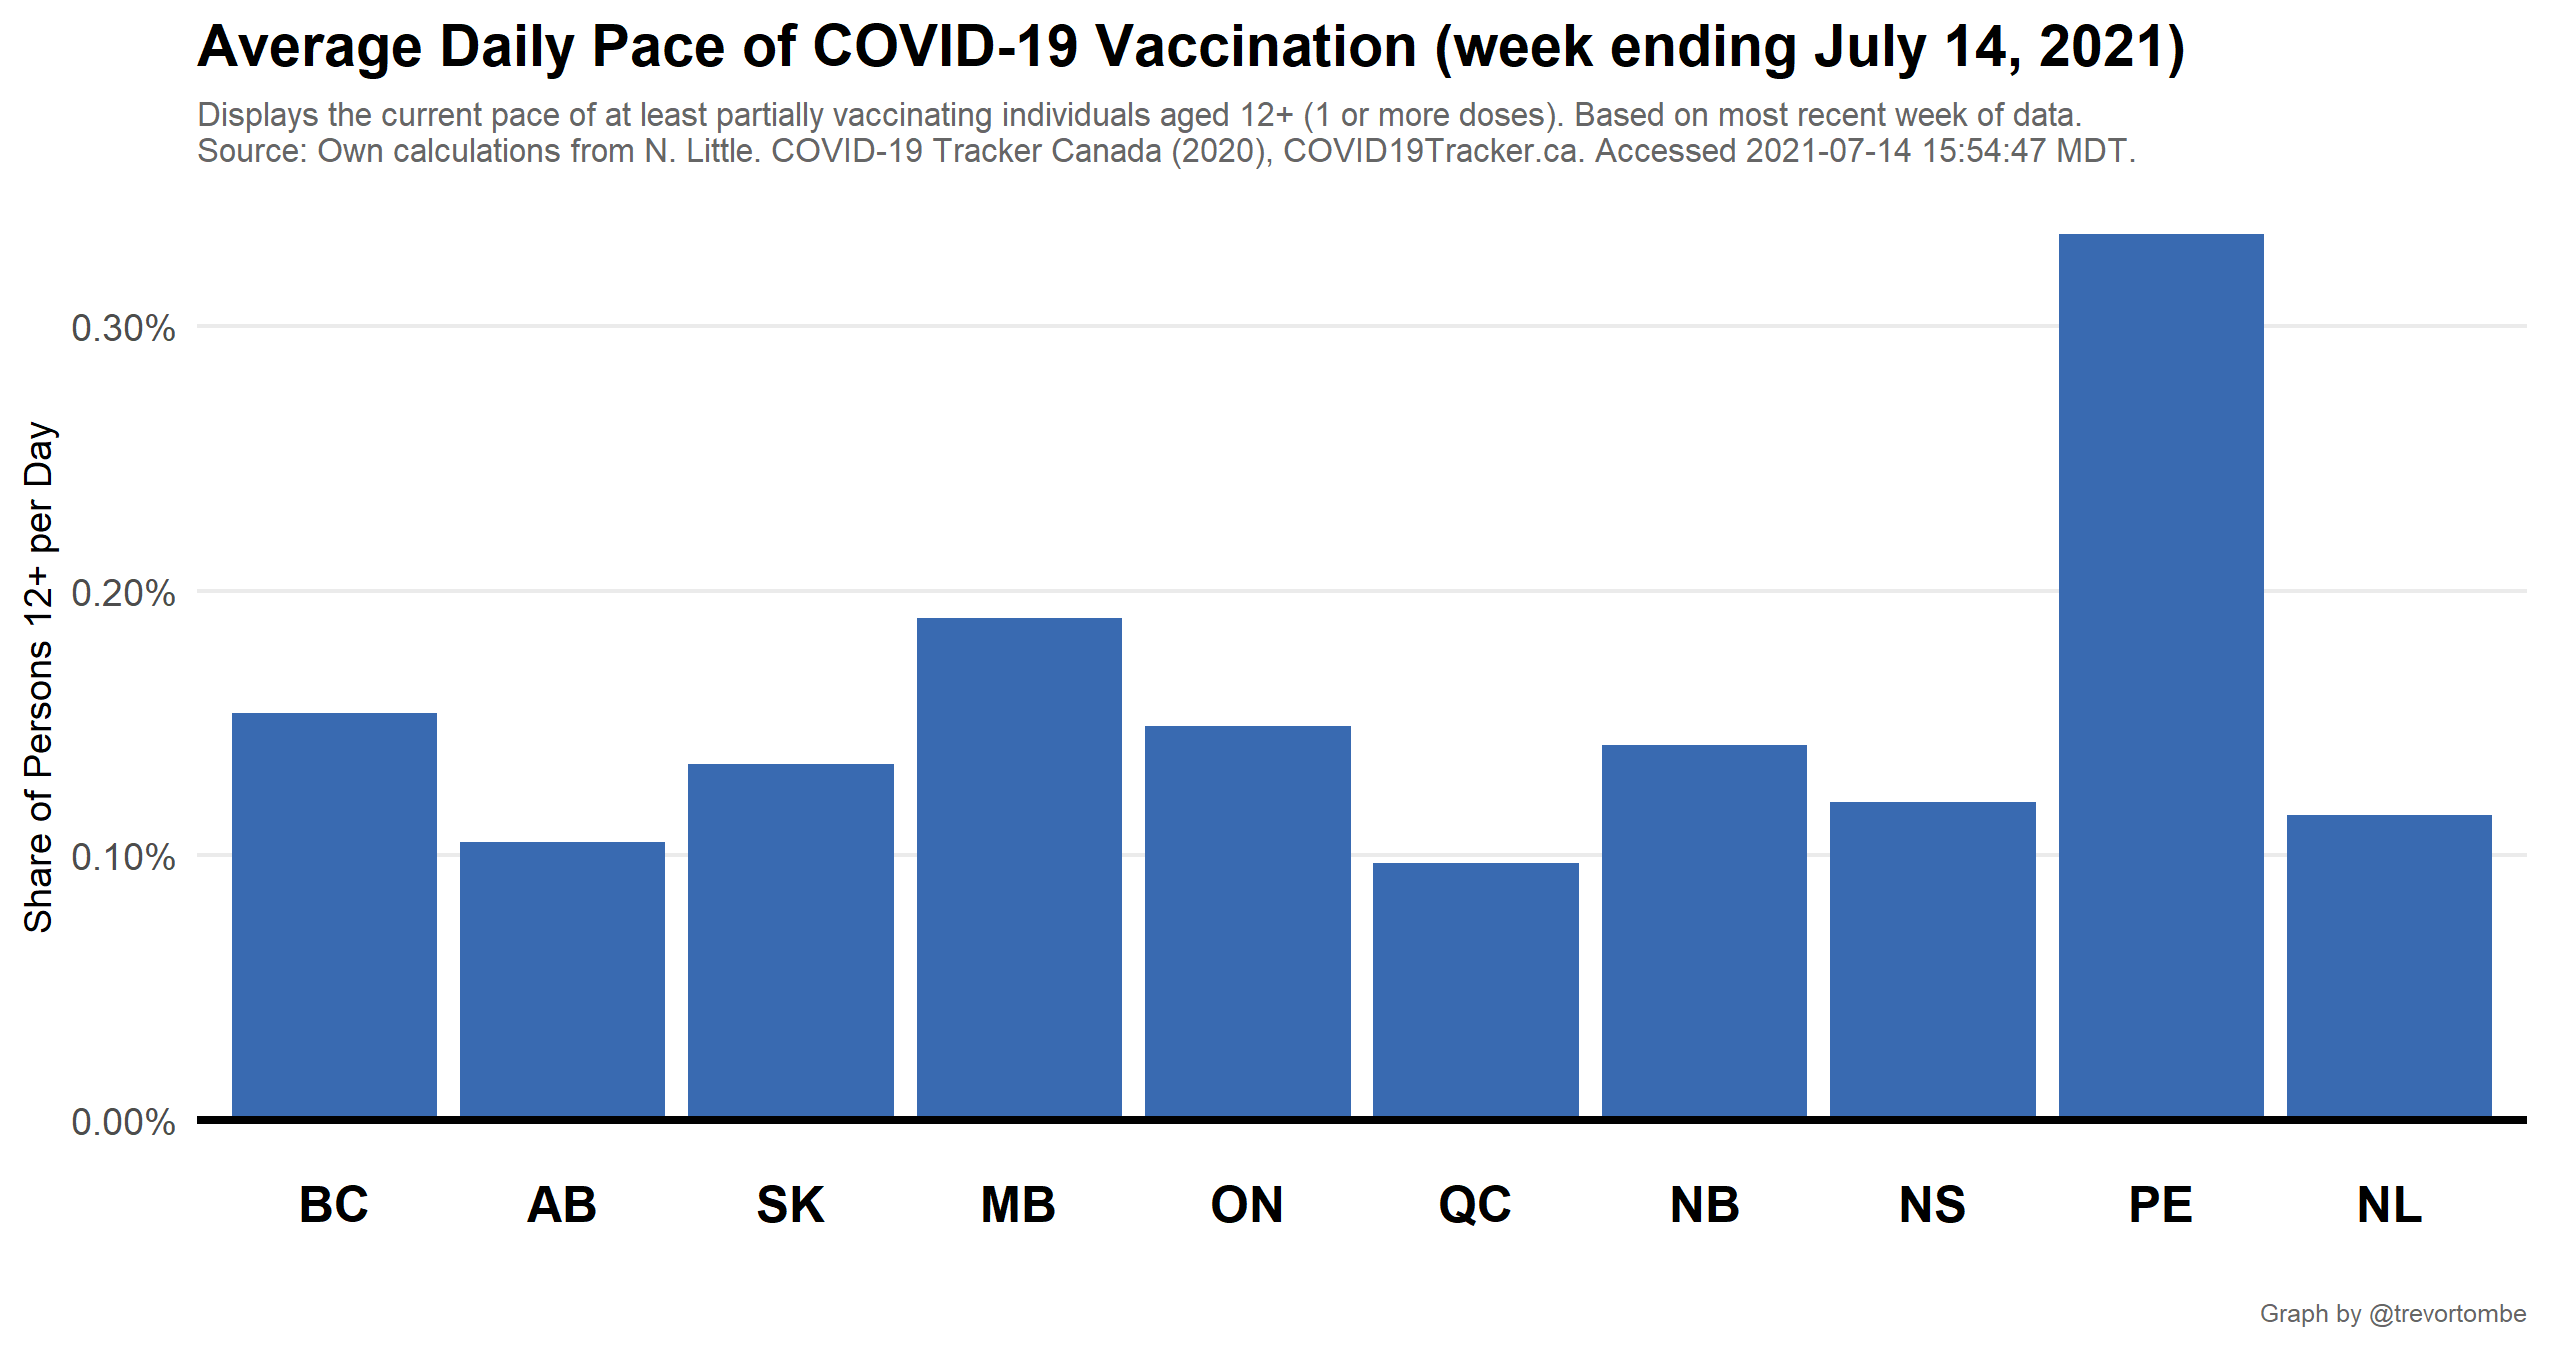 Average Daily Pace of COVID-19 Vaccination (week ending July 14, 2021)
Displays the current pace of at least partially vaccinating individuals aged 12+ (1 or more doses). Based on most recent week of data.
Source: Own calculations from N. Little. COVID-19 Tracker Canada (2020), COVID19Tracker.ca. Accessed 2021-07-14 15:54:47 MDT.
Share of Persons 12+ per Day
0.30%
0.20%
0.10%
0.00%
BC AB SK MB ON QC NB NS PE NL
Graph by @trevortombe